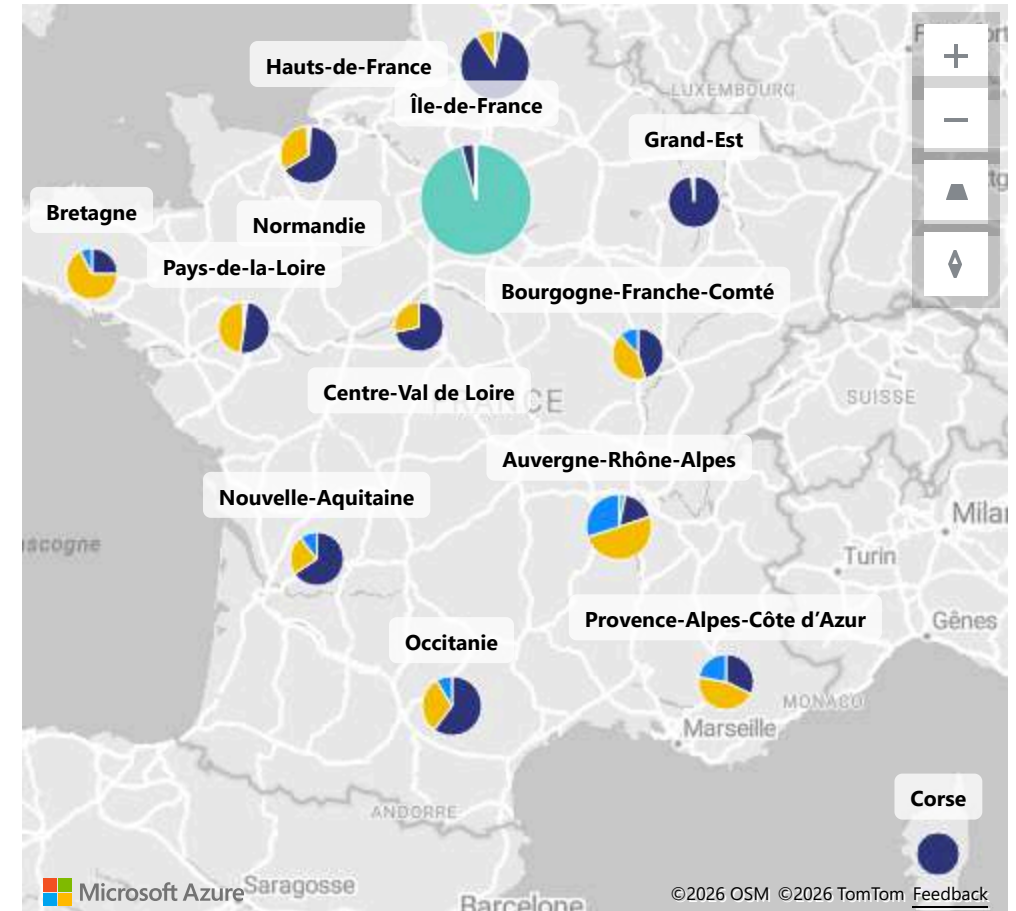 Hauts-de-France
LUXEMBOURG
Île-de-France
Grand-Est
Bretagne
Normandie
Pays-de-la-Loire
Bourgogne-Franche-Comté
Centre-Val de Loire
SUISSE
Auvergne-Rhône-Alpes
Nouvelle-Aquitaine
Turin
Provence-Alpes-Côte d’Azur
Gênes
Occitanie
MONACO
Marseille
Corse
ANDORRE
Microsoft Azure
Saragosse
©2026 OSM ©2026 TomTom Feedback
Barcelone